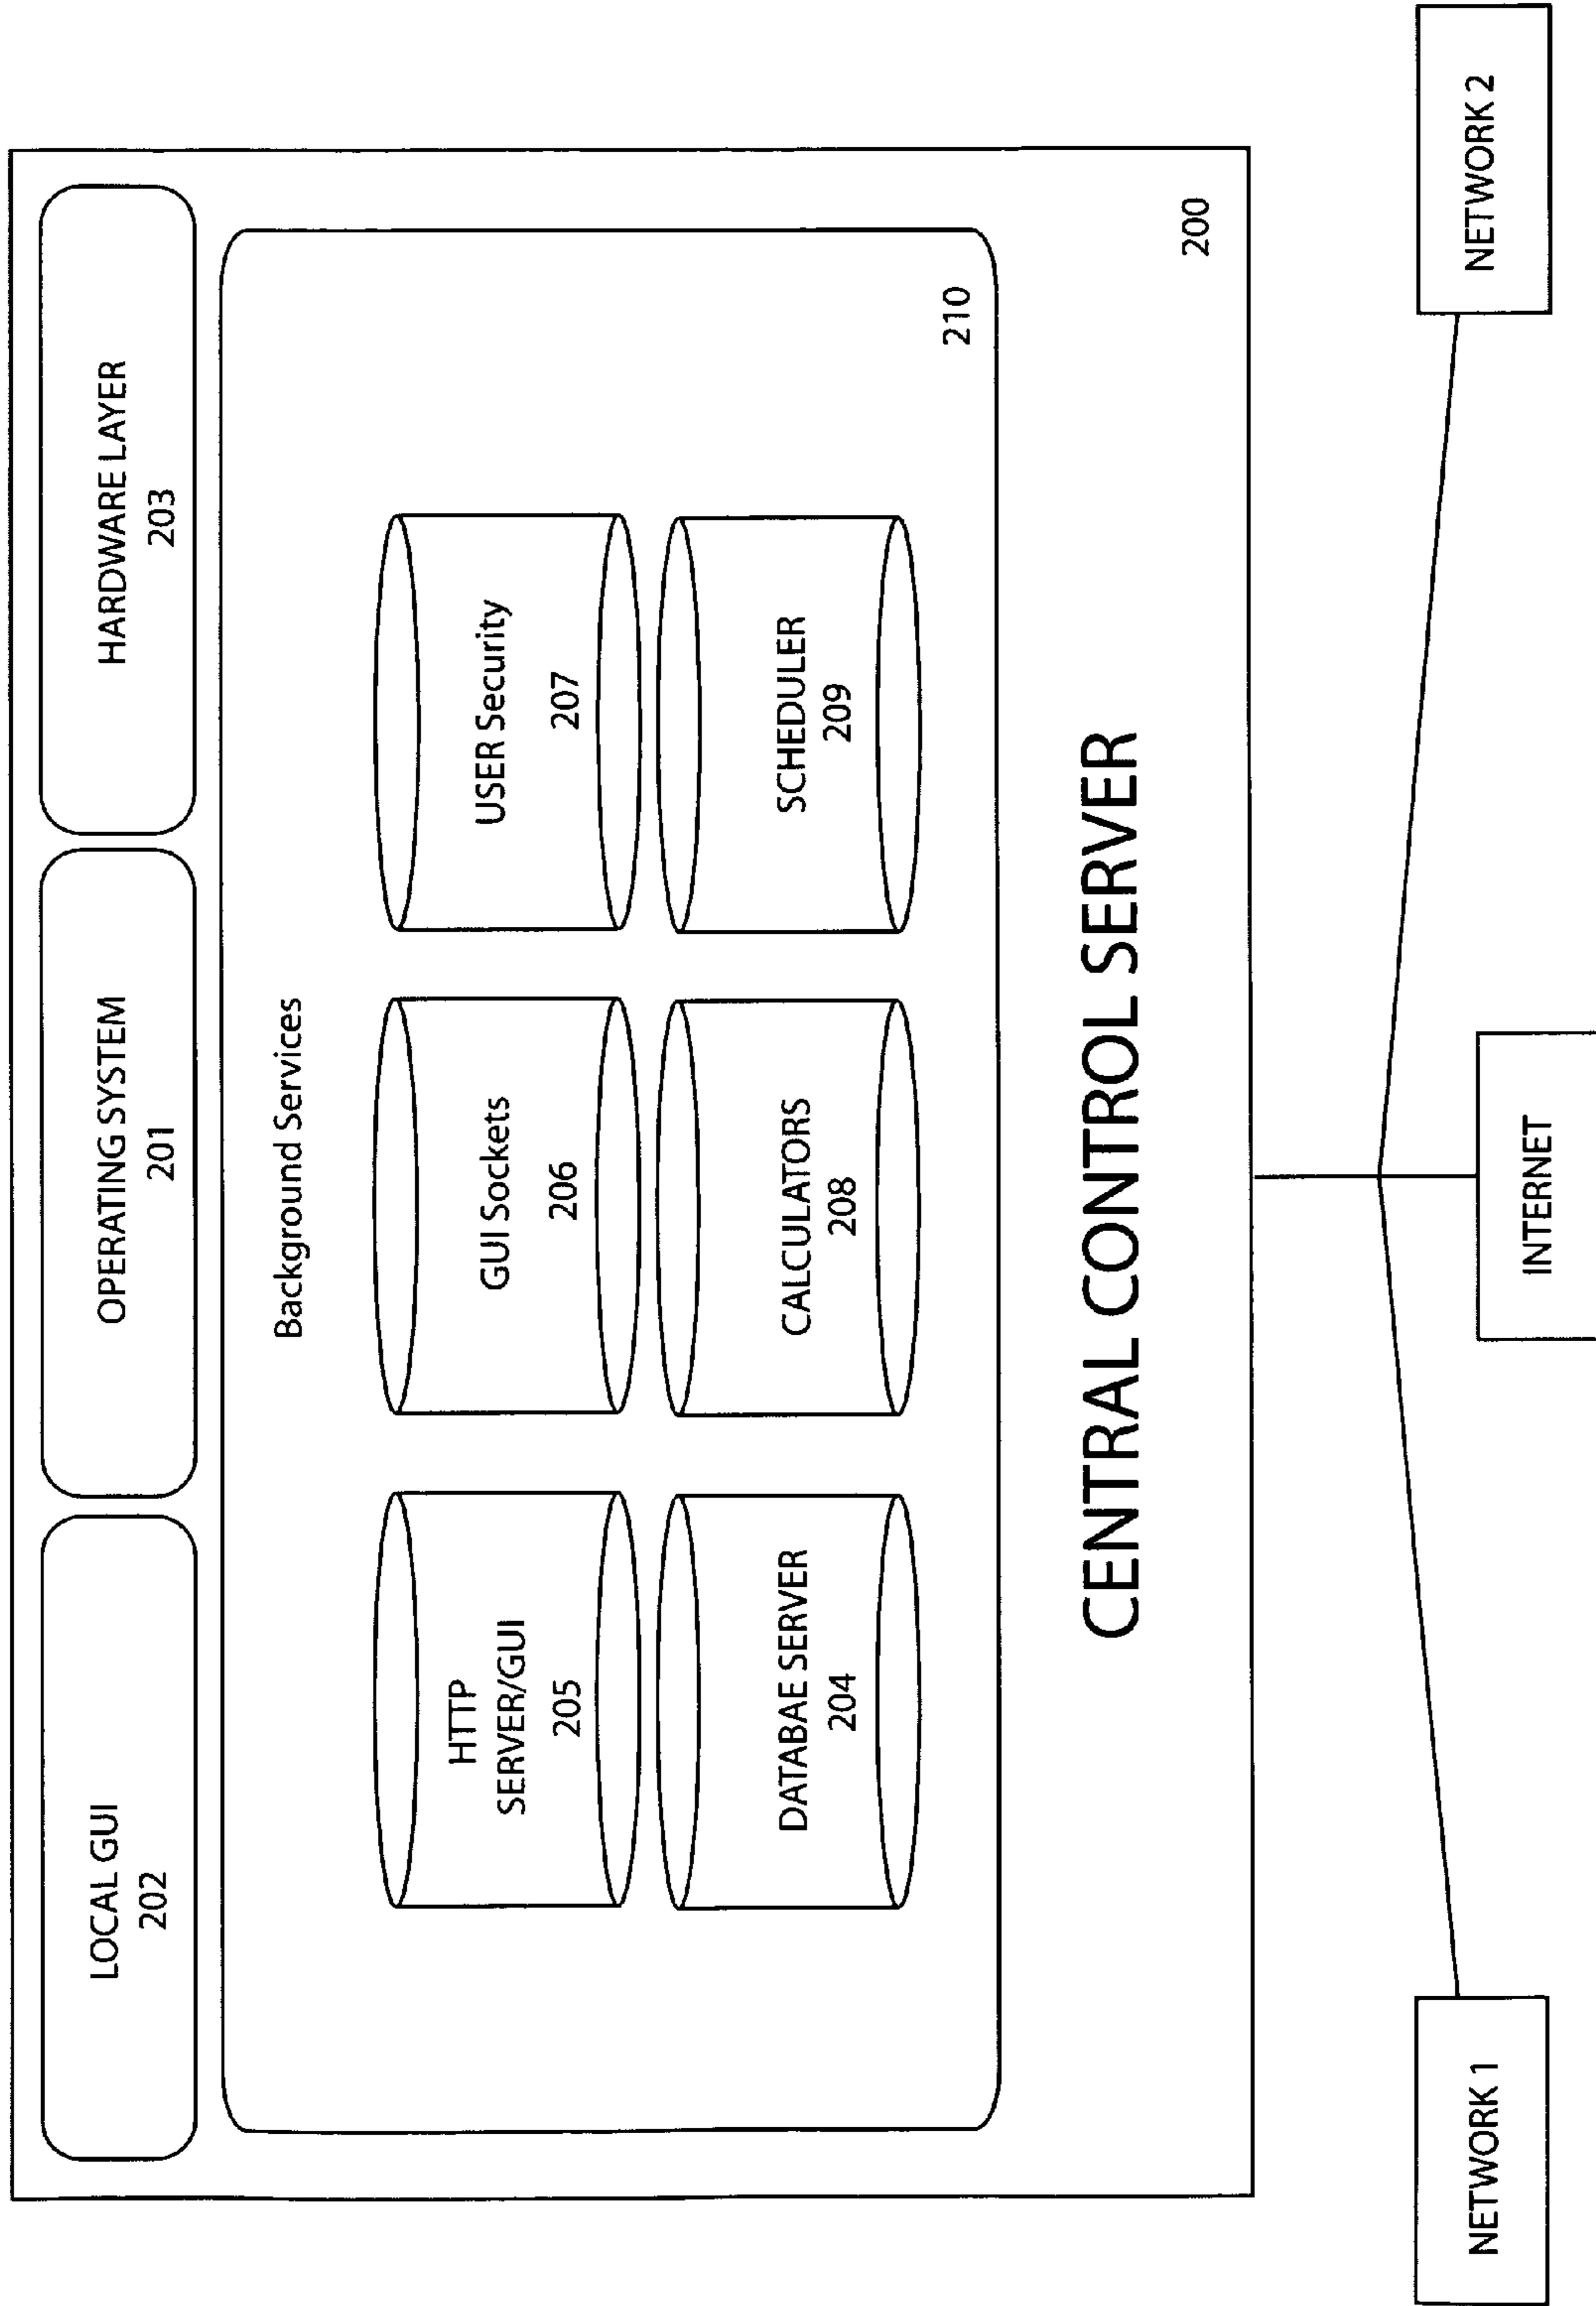 LOCAL GUI
202
OPERATING SYSTEM
201
HARDWARE LAYER
203
Background Services
HTTP
SERVER/GUI
205
GUI Sockets
206
USER Security
207
DATABAE SERVER
204
CALCULATORS
208
SCHEDULER
209
210
CENTRAL CONTROL SERVER
200
NETWORK 1
INTERNET
NETWORK 2